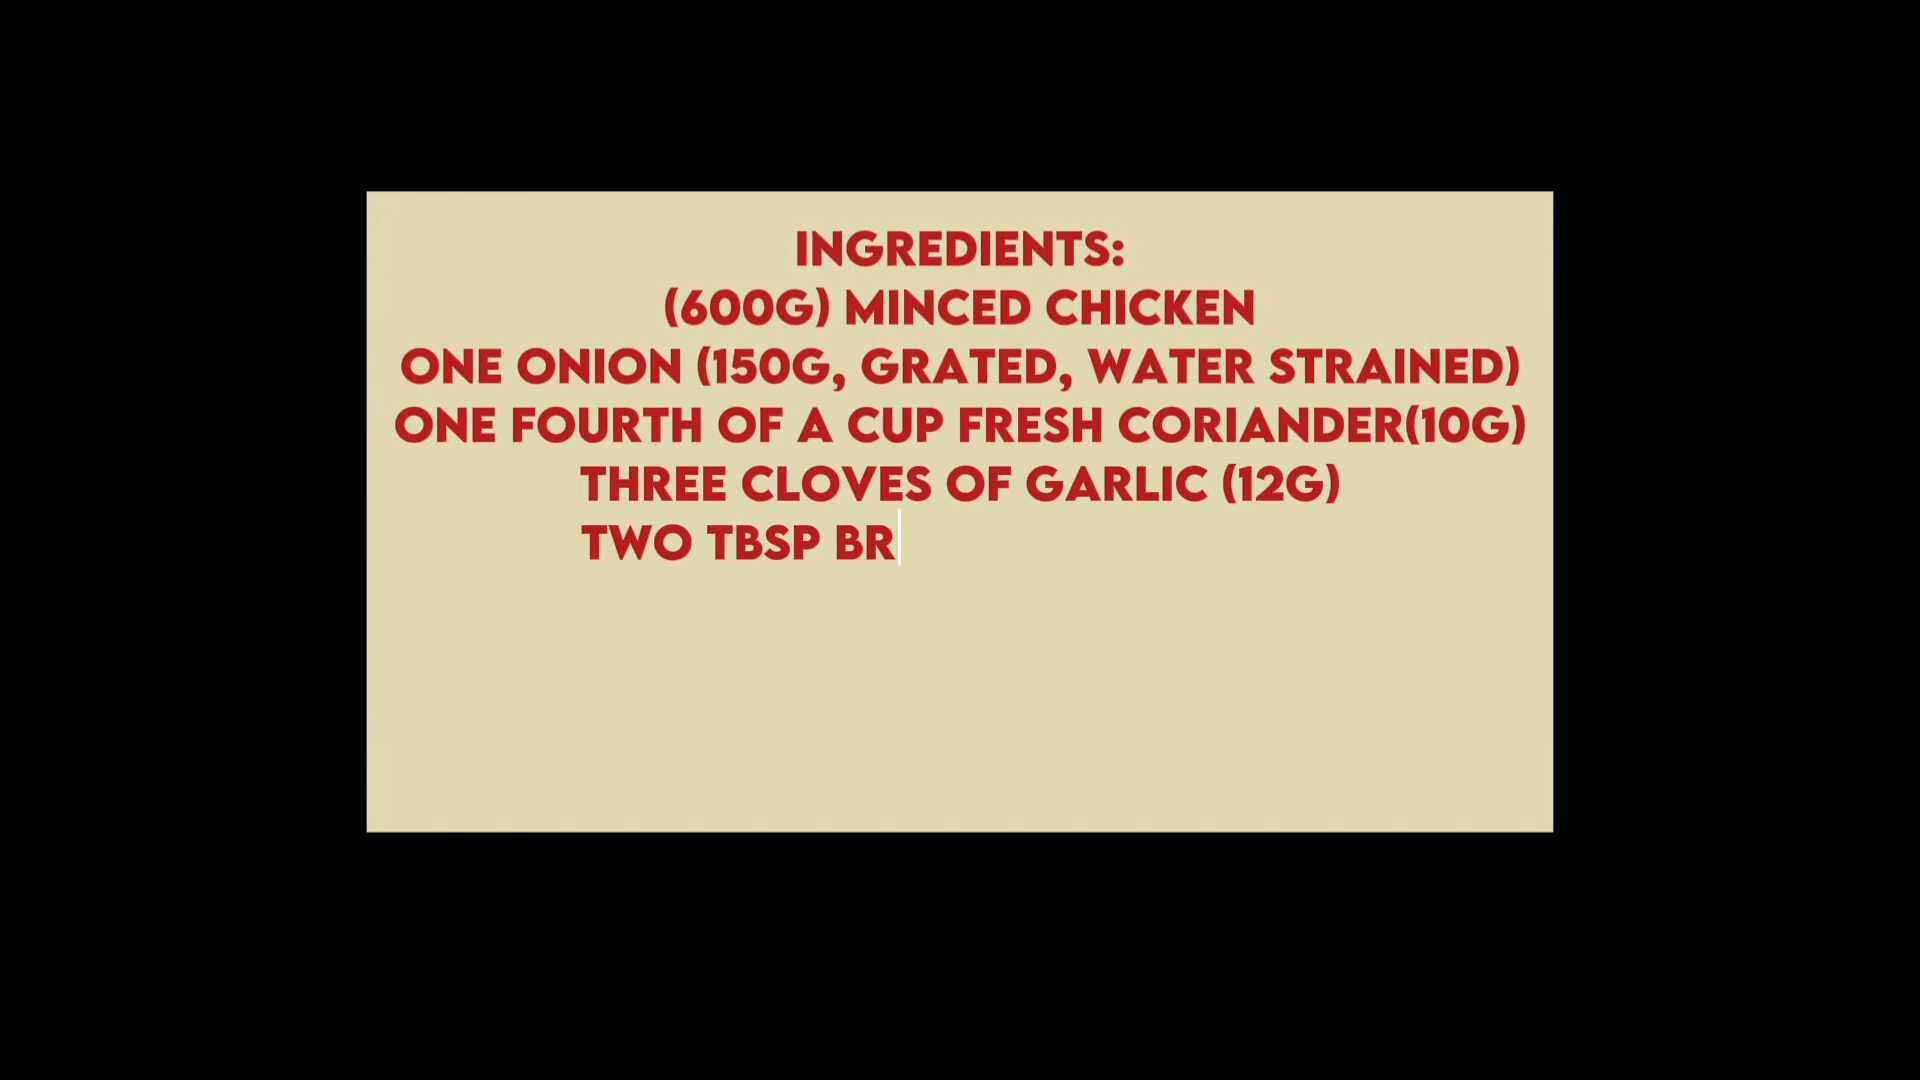 INGREDIENTS:
(600G) MINCED CHICKEN
ONE ONION (150G, GRATED, WATER STRAINED)
ONE FOURTH OF A CUP FRESH CORIANDER(10G)
THREE CLOVES OF GARLIC (12G)
TWO TBSP BR